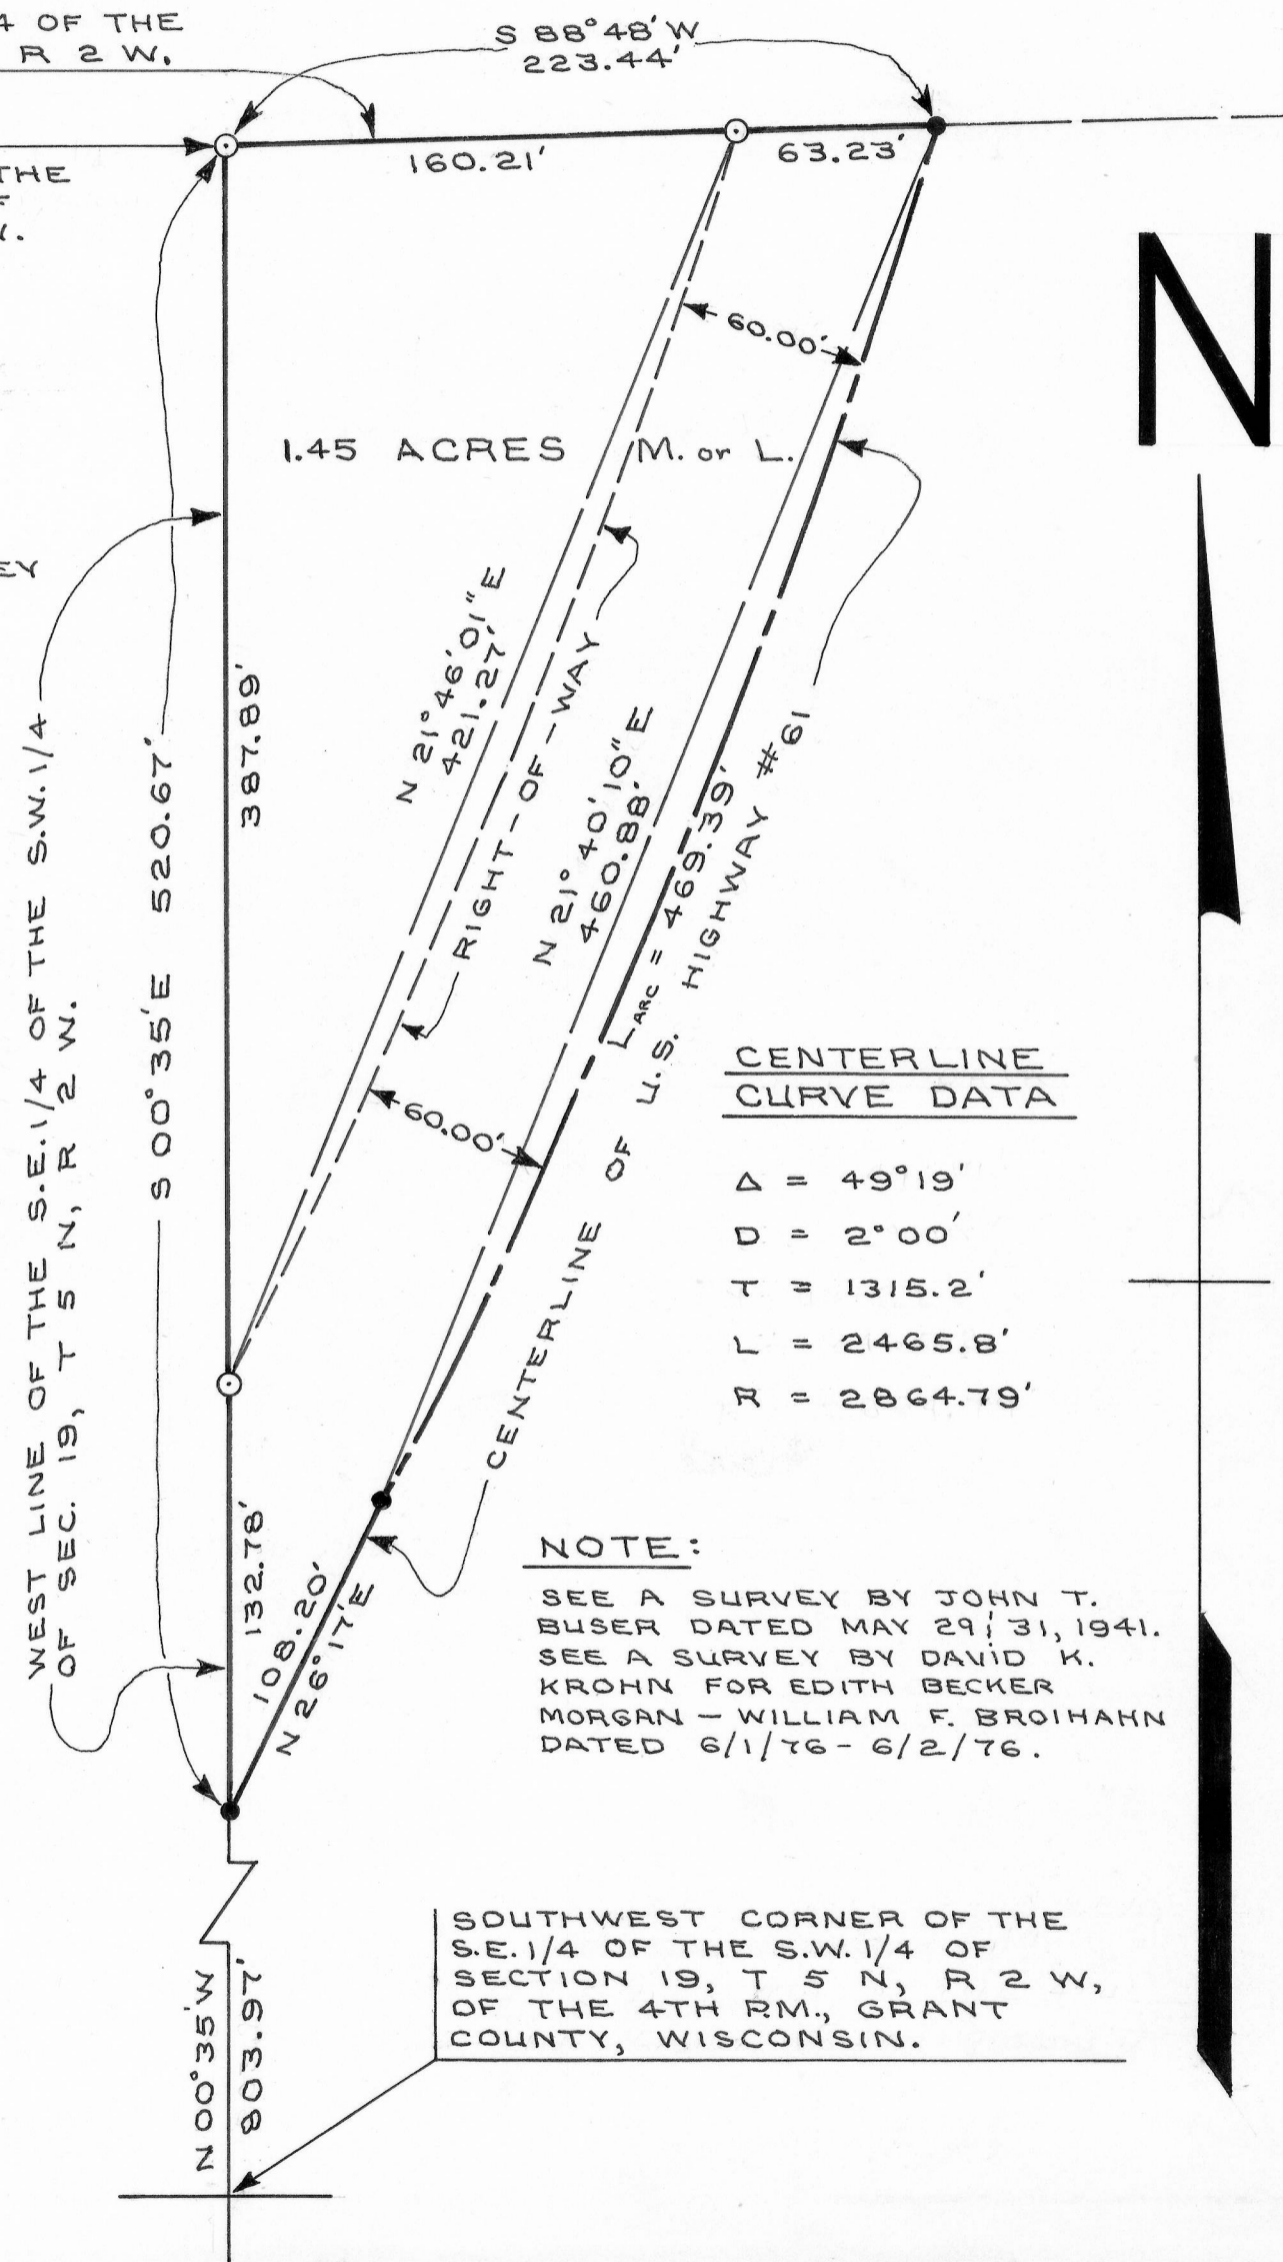 4 OF THE
R 2 W.
S 88°48' W
223.44'
160.21'
63.23'
THE
F
EY
N
60.00'
1.45 ACRES M. or L.
N 21°46'01" E
421.27'
RIGHT-OF-WAY
387.89'
S 00°35' E 520.67'
WEST LINE OF THE S.E.1/4 OF THE S.W.1/4
OF SEC. 19, T 5 N, R 2 W.
N 21°40'10" E
460.88'
LARC = 469.39'
CENTERLINE OF U.S. HIGHWAY #61
60.00'
CENTERLINE
CURVE DATA
Δ = 49°19'
D = 2°00'
T = 1315.2'
L = 2465.8'
R = 2864.79'
132.78'
108.20'
N 26°17' E
NOTE:
SEE A SURVEY BY JOHN T.
BUSER DATED MAY 29 ; 31, 1941.
SEE A SURVEY BY DAVID K.
KROHN FOR EDITH BECKER
MORGAN - WILLIAM F. BROIHAHN
DATED 6/1/76 - 6/2/76.
SOUTHWEST CORNER OF THE
S.E.1/4 OF THE S.W.1/4 OF
SECTION 19, T 5 N, R 2 W,
OF THE 4TH P.M., GRANT
COUNTY, WISCONSIN.
N 00°35' W
803.97'